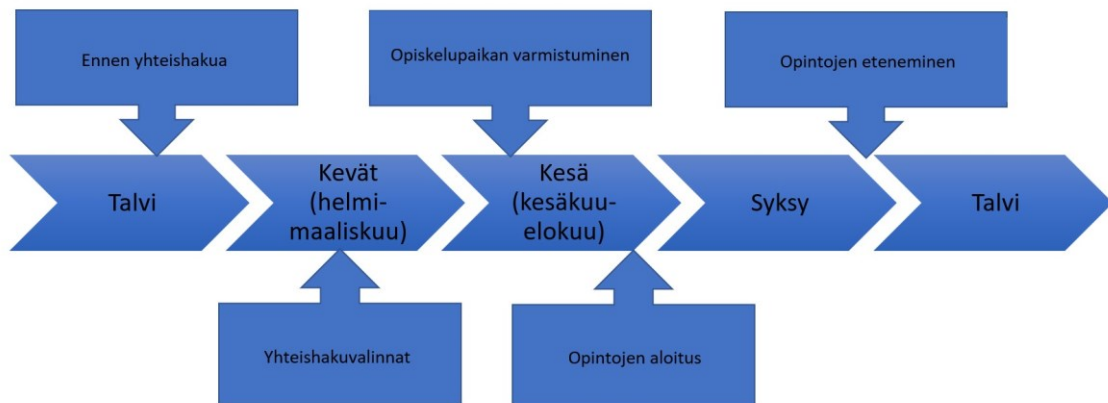 Ennen yhteishakua
Opiskelupaikan varmistuminen
Opintojen eteneminen
Talvi
Kevät
(helmi-
maaliskuu)
Kesä
(kesäkuu-
elokuu)
Syksy
Talvi
Yhteishakuvalinnat
Opintojen aloitus